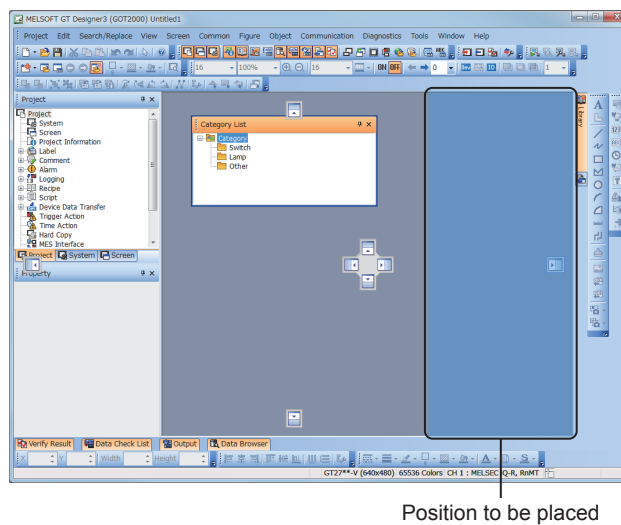 MELSOFT GT Designer3 (GOT2000) Untitled1
Project Edit Search/Replace View Screen Common Figure Object Communication Diagnostics Tools Window Help
16 100% 16 ON OFF 0 ID 1
Project
Project
System
Screen
Project Information
Label
Comment
Alarm
Logging
Recipe
Script
Device Data Transfer
Trigger Action
Time Action
Hard Copy
MES Interface
Project System Screen
Property
Category List
Category
Switch
Lamp
Other
Library
Verify Result Data Check List Output Data Browser
X Y Width Height
GT27**-V (640x480) 65536 Colors CH 1 : MELSEC iQ-R, RnMT
Position to be placed